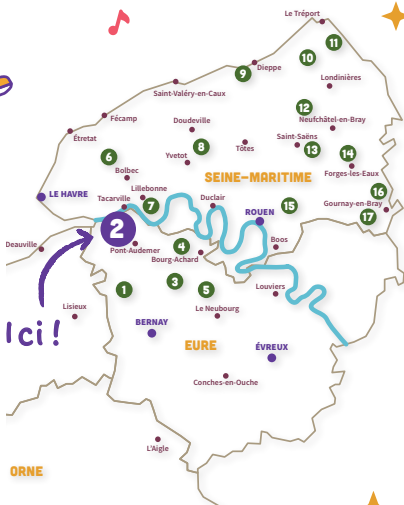 Le Tréport
11
10
9
Dieppe
Londinières
Saint-Valéry-en-Caux
12
Fécamp
Doudeville
Neufchâtel-en-Bray
Étretat
Saint-Saëns
8
Tôtes
13
14
6
Yvetot
Bolbec
SEINE-MARITIME
Forges-les-Eaux
Lillebonne
16
LE HAVRE
Tacarville
7
Duclair
15
Gournay-en-Bray
ROUEN
17
2
Deauville
Pont-Audemer
4
Boos
Bourg-Achard
3
1
5
Louviers
Lisieux
Le Neubourg
Ici !
BERNAY
EURE
ÉVREUX
Conches-en-Ouche
L'Aigle
ORNE